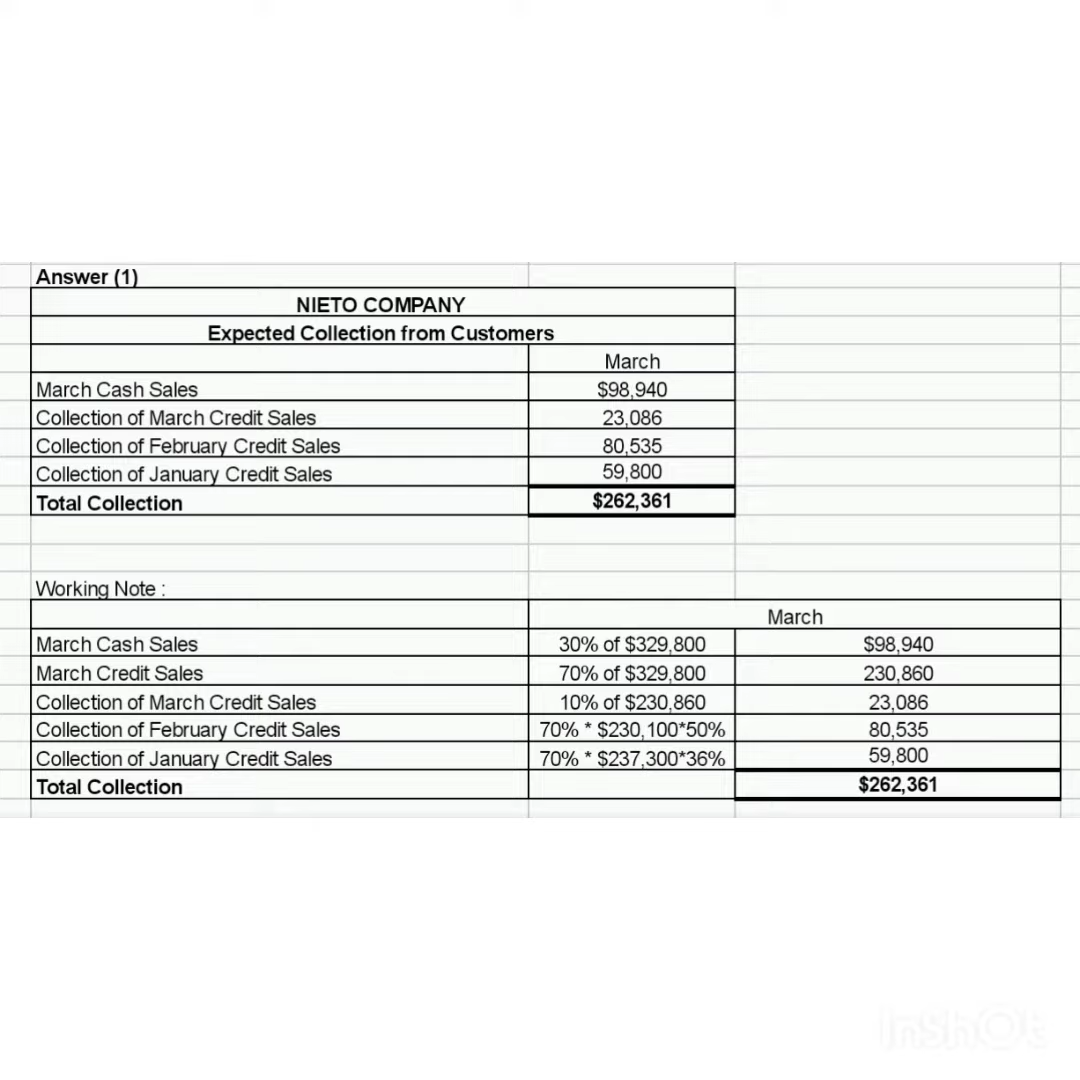 Answer (1)
NIETO COMPANY
Expected Collection from Customers
March
March Cash Sales $98,940
Collection of March Credit Sales 23,086
Collection of February Credit Sales 80,535
Collection of January Credit Sales 59,800
Total Collection $262,361
Working Note :
March
March Cash Sales 30% of $329,800 $98,940
March Credit Sales 70% of $329,800 230,860
Collection of March Credit Sales 10% of $230,860 23,086
Collection of February Credit Sales 70% * $230,100*50% 80,535
Collection of January Credit Sales 70% * $237,300*36% 59,800
Total Collection $262,361
InShOt